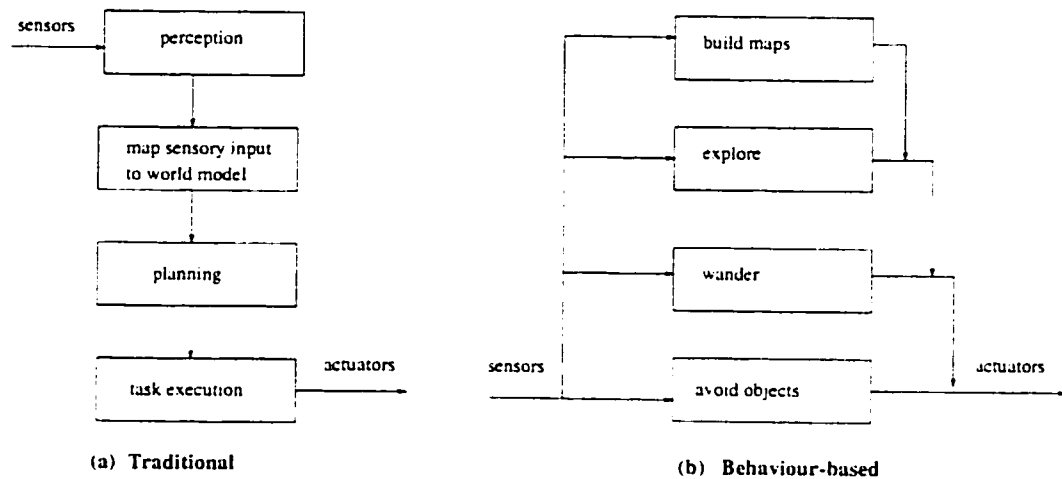 sensors
perception
map sensory input
to world model
planning
task execution
actuators
(a) Traditional
build maps
explore
wander
sensors
avoid objects
actuators
(b) Behaviour-based